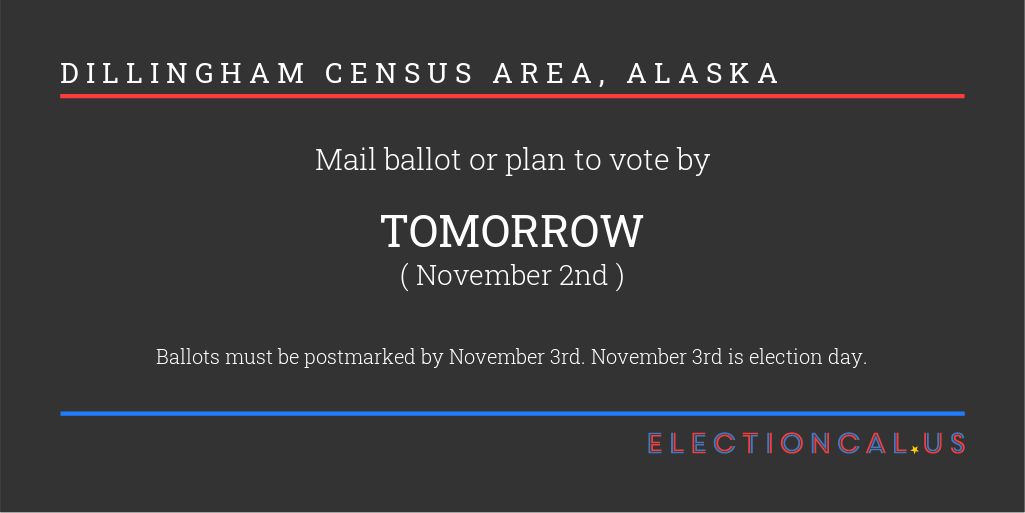 DILLINGHAM CENSUS AREA, ALASKA
Mail ballot or plan to vote by
TOMORROW
( November 2nd )
Ballots must be postmarked by November 3rd. November 3rd is election day.
ELECTIONCAL.US